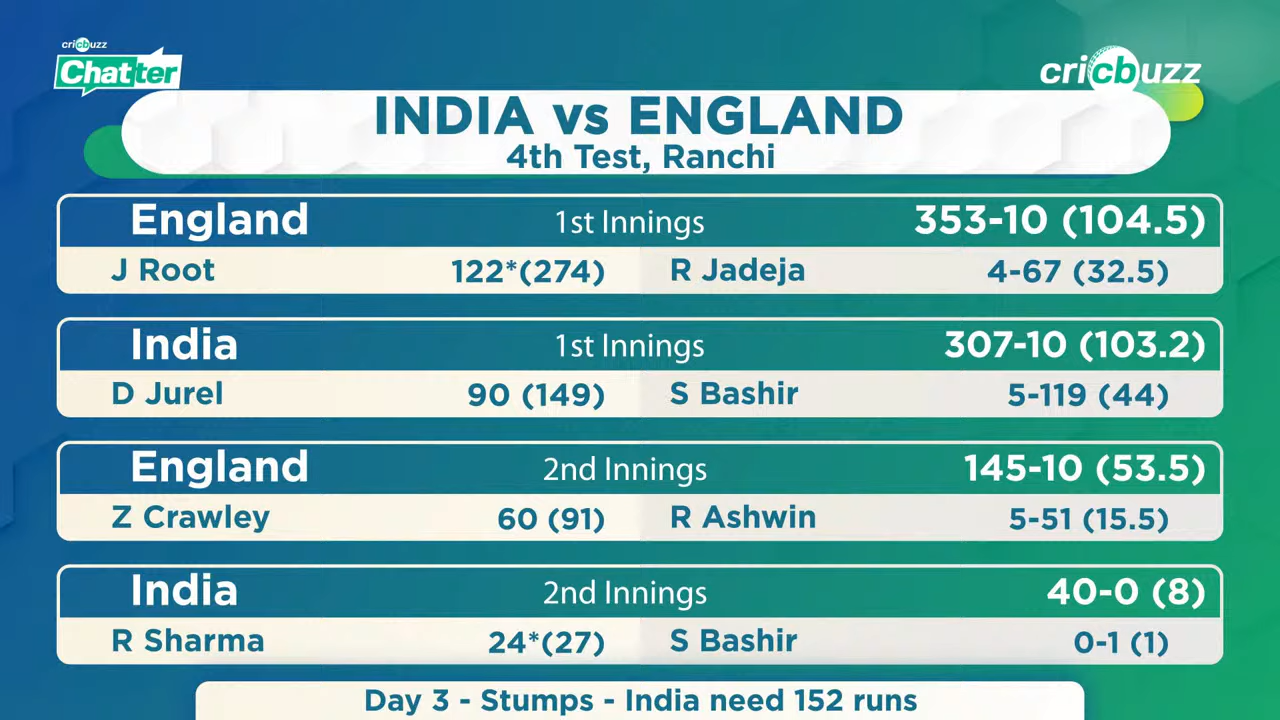 cricbuzz
Chatter
cricbuzz
INDIA vs ENGLAND
4th Test, Ranchi
England 1st Innings 353-10 (104.5)
J Root 122*(274) R Jadeja 4-67 (32.5)
India 1st Innings 307-10 (103.2)
D Jurel 90 (149) S Bashir 5-119 (44)
England 2nd Innings 145-10 (53.5)
Z Crawley 60 (91) R Ashwin 5-51 (15.5)
India 2nd Innings 40-0 (8)
R Sharma 24*(27) S Bashir 0-1 (1)
Day 3 - Stumps - India need 152 runs